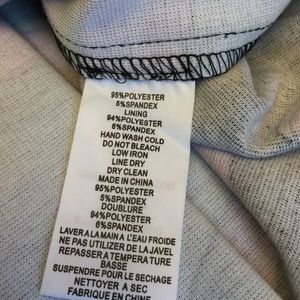 95%POLYESTER
5%SPANDEX
LINING
94%POLYESTER
6%SPANDEX
HAND WASH COLD
DO NOT BLEACH
LOW IRON
LINE DRY
DRY CLEAN
MADE IN CHINA
95%POLYESTER
5%SPANDEX
DOUBLURE
94%POLYESTER
6%SPANDEX
LAVER A LA MAIN A L'EAU FROIDE
NE PAS UTILISER DE LA JAVEL
REPASSER A TEMPERATURE
BASSE
SUSPENDRE POUR LE SECHAGE
NETTOYER A SEC
FABRIQUE EN CHINE